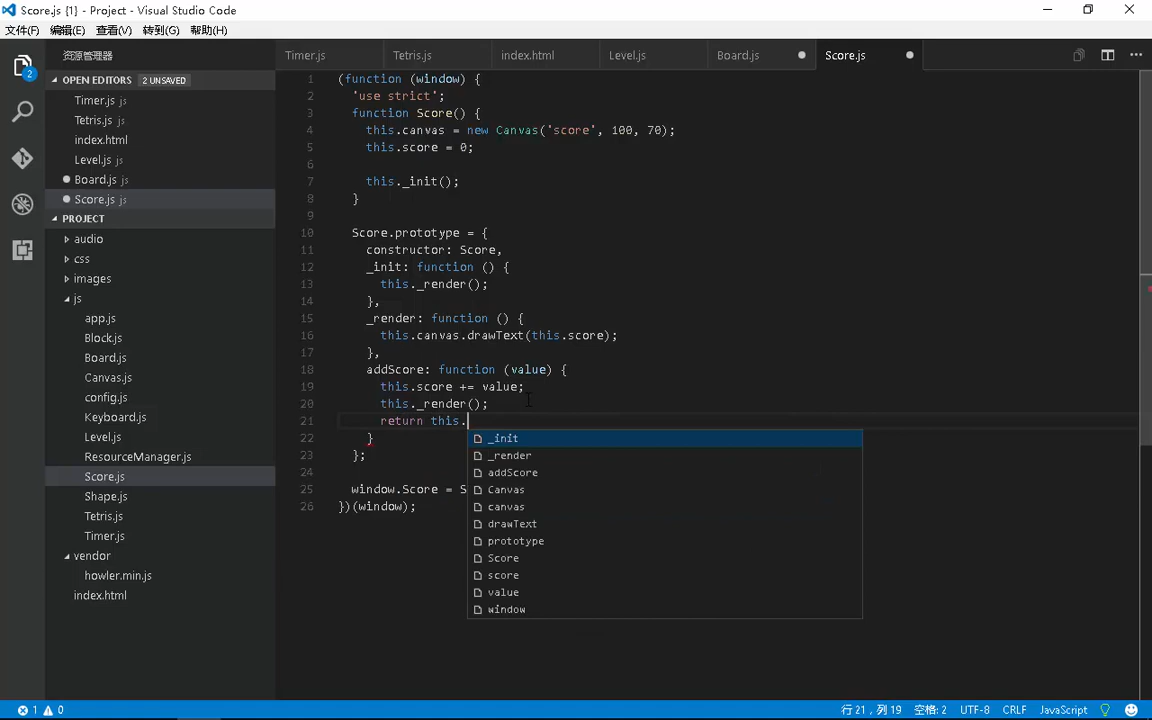 Score.js {1} - Project - Visual Studio Code
文件(F) 编辑(E) 查看(V) 转到(G) 帮助(H)
资源管理器
Timer.js
Tetris.js
index.html
Level.js
Board.js
Score.js
2
OPEN EDITORS 2 UNSAVED
Timer.js js
Tetris.js js
index.html
Level.js js
Board.js js
Score.js js
PROJECT
audio
css
images
js
app.js
Block.js
Board.js
Canvas.js
config.js
Keyboard.js
Level.js
ResourceManager.js
Score.js
Shape.js
Tetris.js
Timer.js
vendor
howler.min.js
index.html
1 (function (window) {
2 'use strict';
3 function Score() {
4 this.canvas = new Canvas('score', 100, 70);
5 this.score = 0;
6
7 this._init();
8 }
9
10 Score.prototype = {
11 constructor: Score,
12 _init: function () {
13 this._render();
14 },
15 _render: function () {
16 this.canvas.drawText(this.score);
17 },
18 addScore: function (value) {
19 this.score += value;
20 this._render();
21 return this.
22 }
23 };
24
25 window.Score = S
26 })(window);
_init
_render
addScore
Canvas
canvas
drawText
prototype
Score
score
value
window
1 0
行 21，列 19 空格: 2 UTF-8 CRLF JavaScript